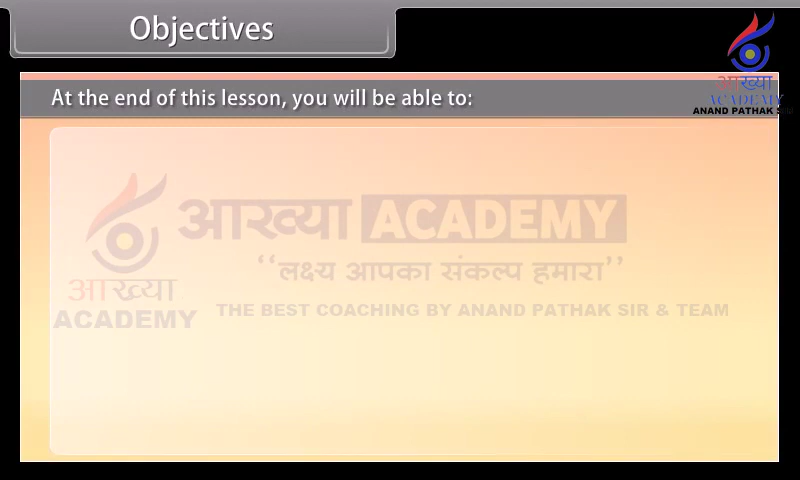 Objectives
आख्या
ACADEMY
ANAND PATHAK
At the end of this lesson, you will be able to:
आख्या ACADEMY
‘‘लक्ष्य आपका संकल्प हमारा’’
आख्या
ACADEMY
THE BEST COACHING BY ANAND PATHAK SIR & TEAM